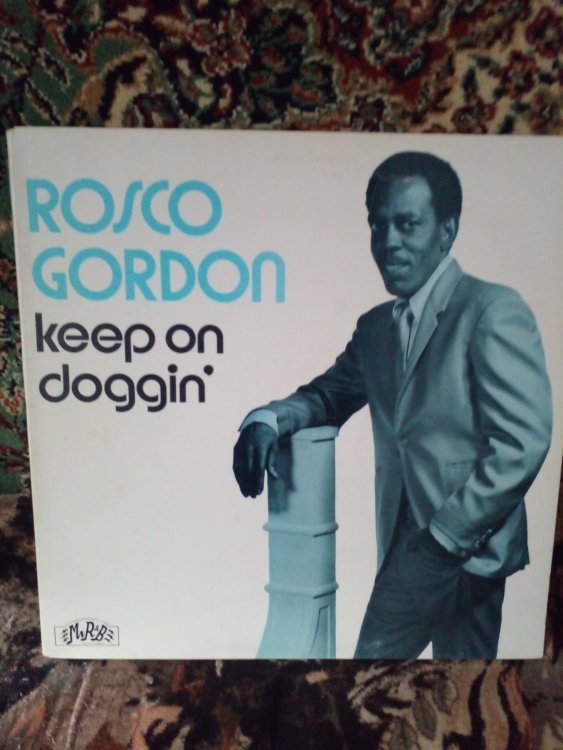 ROSCO
GORDON
keep on
doggin'
Mr R&B